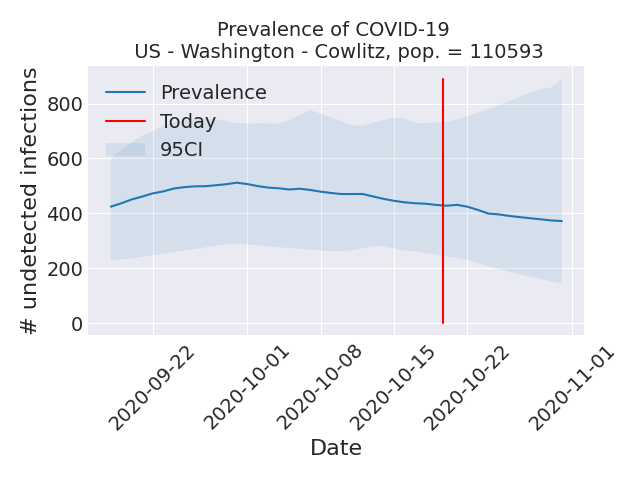 Prevalence of COVID-19
US - Washington - Cowlitz, pop. = 110593
# undetected infections
800
600
400
200
0
Prevalence
Today
95CI
2020-09-22
2020-10-01
2020-10-08
2020-10-15
2020-10-22
2020-11-01
Date